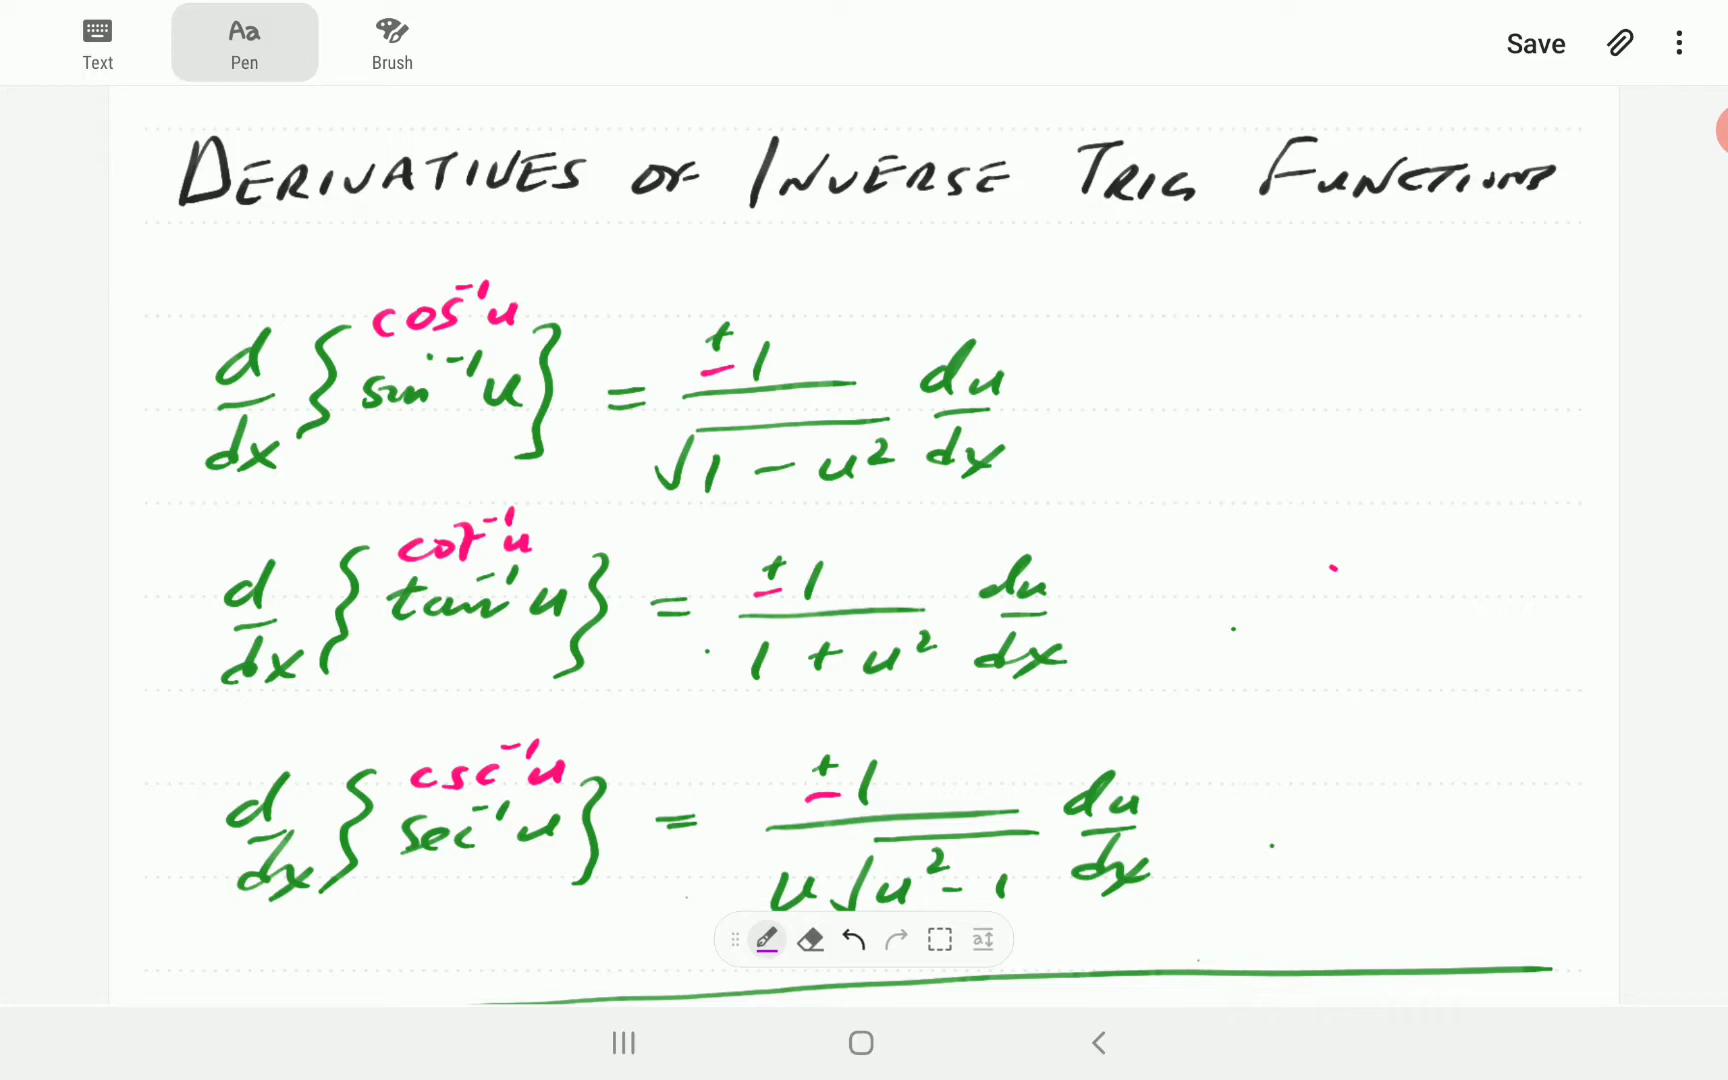 Text Pen Brush Save
DERIVATIVES OF INVERSE TRIG FUNCTIONS
d/dx { cos⁻¹u sin⁻¹u } = ±1/√(1 - u²) du/dx
d/dx { cot⁻¹u tan⁻¹u } = ±1/(1 + u²) du/dx
d/dx { csc⁻¹u sec⁻¹u } = ±1/(u√(u² - 1)) du/dx